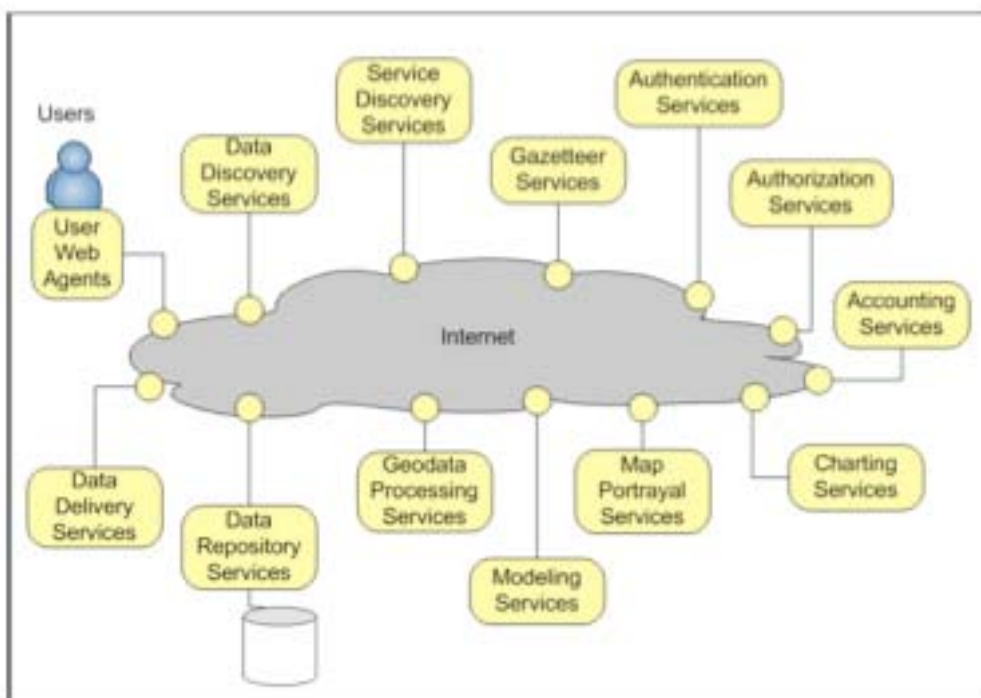 Users
User
Web
Agents
Data
Discovery
Services
Service
Discovery
Services
Gazetteer
Services
Authentication
Services
Authorization
Services
Accounting
Services
Internet
Data
Delivery
Services
Data
Repository
Services
Geodata
Processing
Services
Modeling
Services
Map
Portrayal
Services
Charting
Services